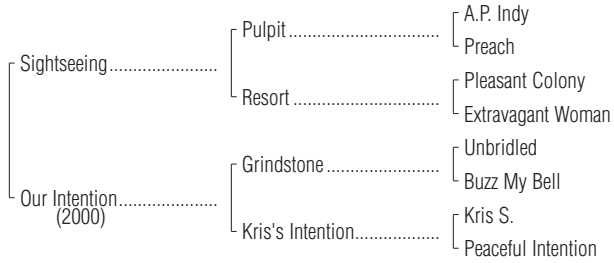 A.P. Indy
Pulpit
Preach
Sightseeing
Pleasant Colony
Resort
Extravagant Woman
Unbridled
Grindstone
Buzz My Bell
Our Intention
(2000)
Kris S.
Kris's Intention
Peaceful Intention